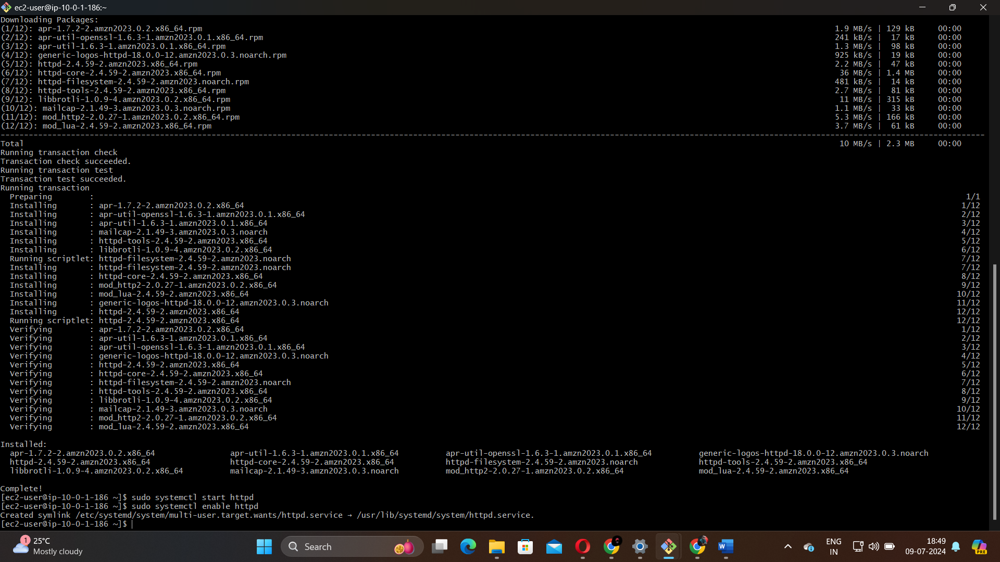 ec2-user@ip-10-0-1-186:~
Downloading Packages:
(1/12): apr-1.7.2-2.amzn2023.0.2.x86_64.rpm 1.9 MB/s | 129 kB 00:00
(2/12): apr-util-openssl-1.6.3-1.amzn2023.0.1.x86_64.rpm 241 kB/s | 17 kB 00:00
(3/12): apr-util-1.6.3-1.amzn2023.0.1.x86_64.rpm 1.3 MB/s | 98 kB 00:00
(4/12): generic-logos-httpd-18.0.0-12.amzn2023.0.3.noarch.rpm 925 kB/s | 19 kB 00:00
(5/12): httpd-2.4.59-2.amzn2023.x86_64.rpm 2.2 MB/s | 47 kB 00:00
(6/12): httpd-core-2.4.59-2.amzn2023.x86_64.rpm 36 MB/s | 1.4 MB 00:00
(7/12): httpd-filesystem-2.4.59-2.amzn2023.noarch.rpm 481 kB/s | 14 kB 00:00
(8/12): httpd-tools-2.4.59-2.amzn2023.x86_64.rpm 2.7 MB/s | 81 kB 00:00
(9/12): libbrotli-1.0.9-4.amzn2023.0.2.x86_64.rpm 11 MB/s | 315 kB 00:00
(10/12): mailcap-2.1.49-3.amzn2023.0.3.noarch.rpm 1.1 MB/s | 33 kB 00:00
(11/12): mod_http2-2.0.27-1.amzn2023.0.2.x86_64.rpm 5.3 MB/s | 166 kB 00:00
(12/12): mod_lua-2.4.59-2.amzn2023.x86_64.rpm 3.7 MB/s | 61 kB 00:00
Total 10 MB/s | 2.3 MB 00:00
Running transaction check
Transaction check succeeded.
Running transaction test
Transaction test succeeded.
Running transaction
Preparing : 1/1
Installing : apr-1.7.2-2.amzn2023.0.2.x86_64 1/12
Installing : apr-util-openssl-1.6.3-1.amzn2023.0.1.x86_64 2/12
Installing : apr-util-1.6.3-1.amzn2023.0.1.x86_64 3/12
Installing : mailcap-2.1.49-3.amzn2023.0.3.noarch 4/12
Installing : httpd-tools-2.4.59-2.amzn2023.x86_64 5/12
Installing : libbrotli-1.0.9-4.amzn2023.0.2.x86_64 6/12
Running scriptlet: httpd-filesystem-2.4.59-2.amzn2023.noarch 7/12
Installing : httpd-filesystem-2.4.59-2.amzn2023.noarch 7/12
Installing : httpd-core-2.4.59-2.amzn2023.x86_64 8/12
Installing : mod_http2-2.0.27-1.amzn2023.0.2.x86_64 9/12
Installing : mod_lua-2.4.59-2.amzn2023.x86_64 10/12
Installing : generic-logos-httpd-18.0.0-12.amzn2023.0.3.noarch 11/12
Installing : httpd-2.4.59-2.amzn2023.x86_64 12/12
Running scriptlet: httpd-2.4.59-2.amzn2023.x86_64 12/12
Verifying : apr-1.7.2-2.amzn2023.0.2.x86_64 1/12
Verifying : apr-util-1.6.3-1.amzn2023.0.1.x86_64 2/12
Verifying : apr-util-openssl-1.6.3-1.amzn2023.0.1.x86_64 3/12
Verifying : generic-logos-httpd-18.0.0-12.amzn2023.0.3.noarch 4/12
Verifying : httpd-2.4.59-2.amzn2023.x86_64 5/12
Verifying : httpd-core-2.4.59-2.amzn2023.x86_64 6/12
Verifying : httpd-filesystem-2.4.59-2.amzn2023.noarch 7/12
Verifying : httpd-tools-2.4.59-2.amzn2023.x86_64 8/12
Verifying : libbrotli-1.0.9-4.amzn2023.0.2.x86_64 9/12
Verifying : mailcap-2.1.49-3.amzn2023.0.3.noarch 10/12
Verifying : mod_http2-2.0.27-1.amzn2023.0.2.x86_64 11/12
Verifying : mod_lua-2.4.59-2.amzn2023.x86_64 12/12
Installed:
apr-1.7.2-2.amzn2023.0.2.x86_64 apr-util-1.6.3-1.amzn2023.0.1.x86_64 apr-util-openssl-1.6.3-1.amzn2023.0.1.x86_64 generic-logos-httpd-18.0.0-12.amzn2023.0.3.noarch
httpd-2.4.59-2.amzn2023.x86_64 httpd-core-2.4.59-2.amzn2023.x86_64 httpd-filesystem-2.4.59-2.amzn2023.noarch httpd-tools-2.4.59-2.amzn2023.x86_64
libbrotli-1.0.9-4.amzn2023.0.2.x86_64 mailcap-2.1.49-3.amzn2023.0.3.noarch mod_http2-2.0.27-1.amzn2023.0.2.x86_64 mod_lua-2.4.59-2.amzn2023.x86_64
Complete!
[ec2-user@ip-10-0-1-186 ~]$ sudo systemctl start httpd
[ec2-user@ip-10-0-1-186 ~]$ sudo systemctl enable httpd
Created symlink /etc/systemd/system/multi-user.target.wants/httpd.service → /usr/lib/systemd/system/httpd.service.
[ec2-user@ip-10-0-1-186 ~]$
1
25°C
Mostly cloudy
Search
W
ENG
IN
18:49
09-07-2024
PRE